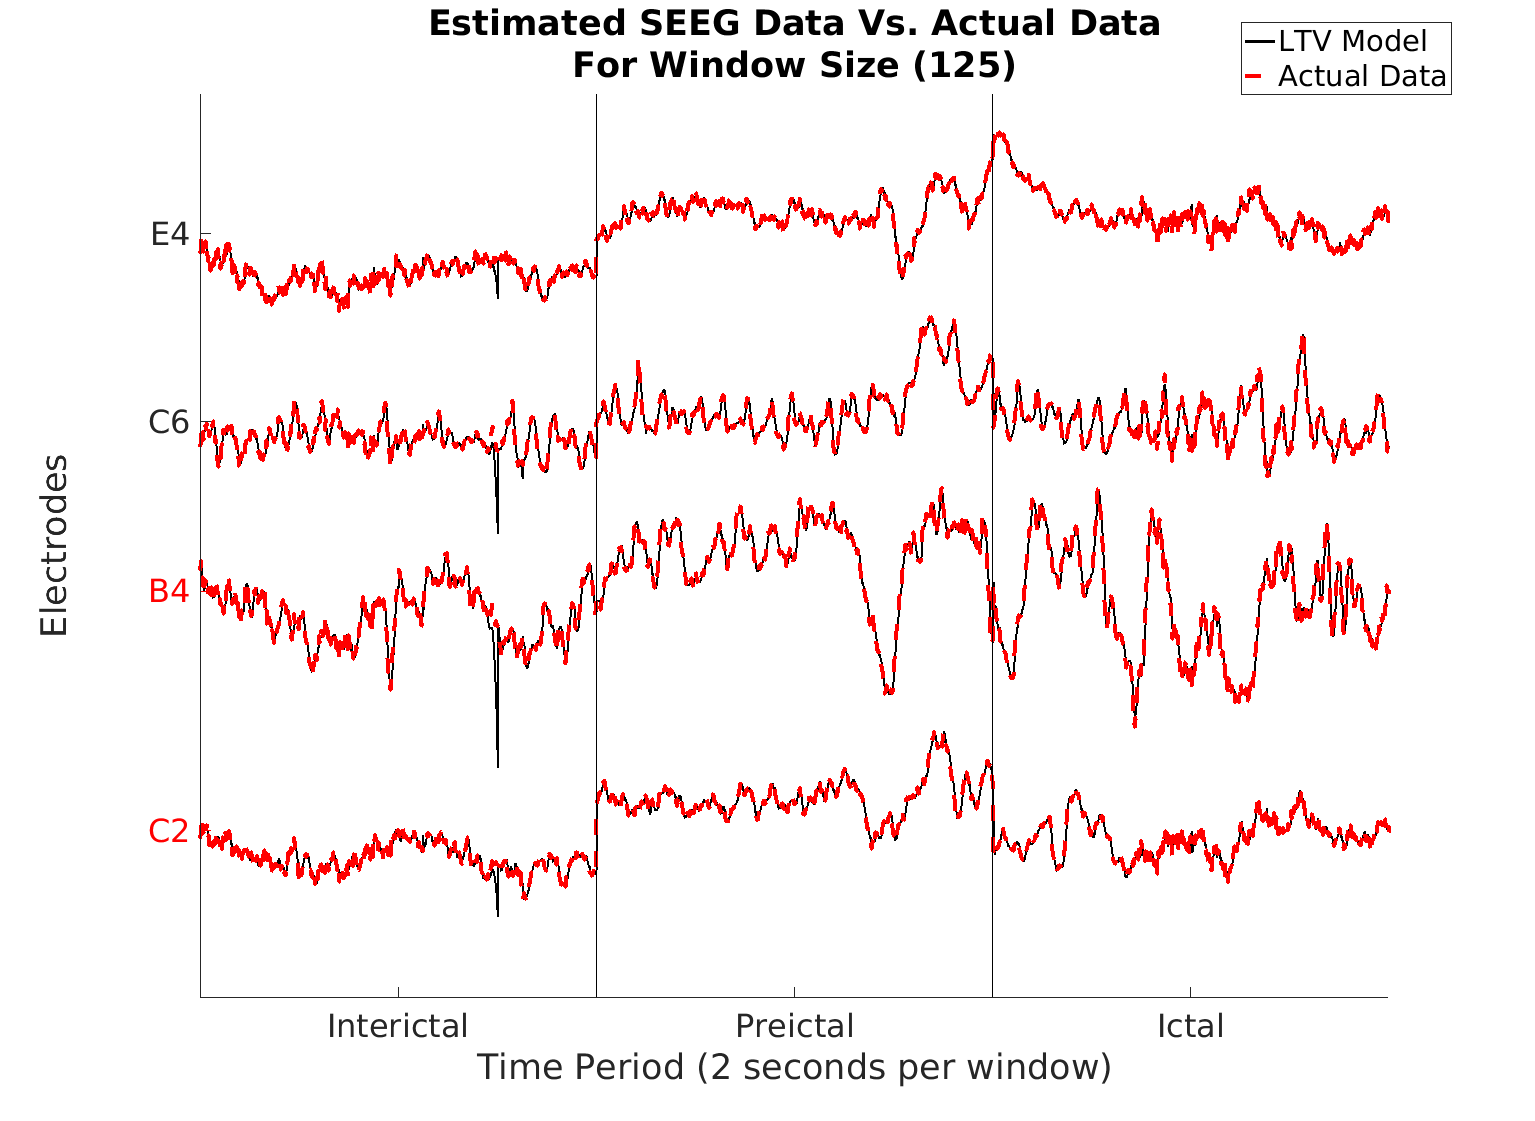 Estimated SEEG Data Vs. Actual Data
For Window Size (125)
LTV Model
Actual Data
E4
C6
B4
C2
Electrodes
Interictal
Preictal
Ictal
Time Period (2 seconds per window)